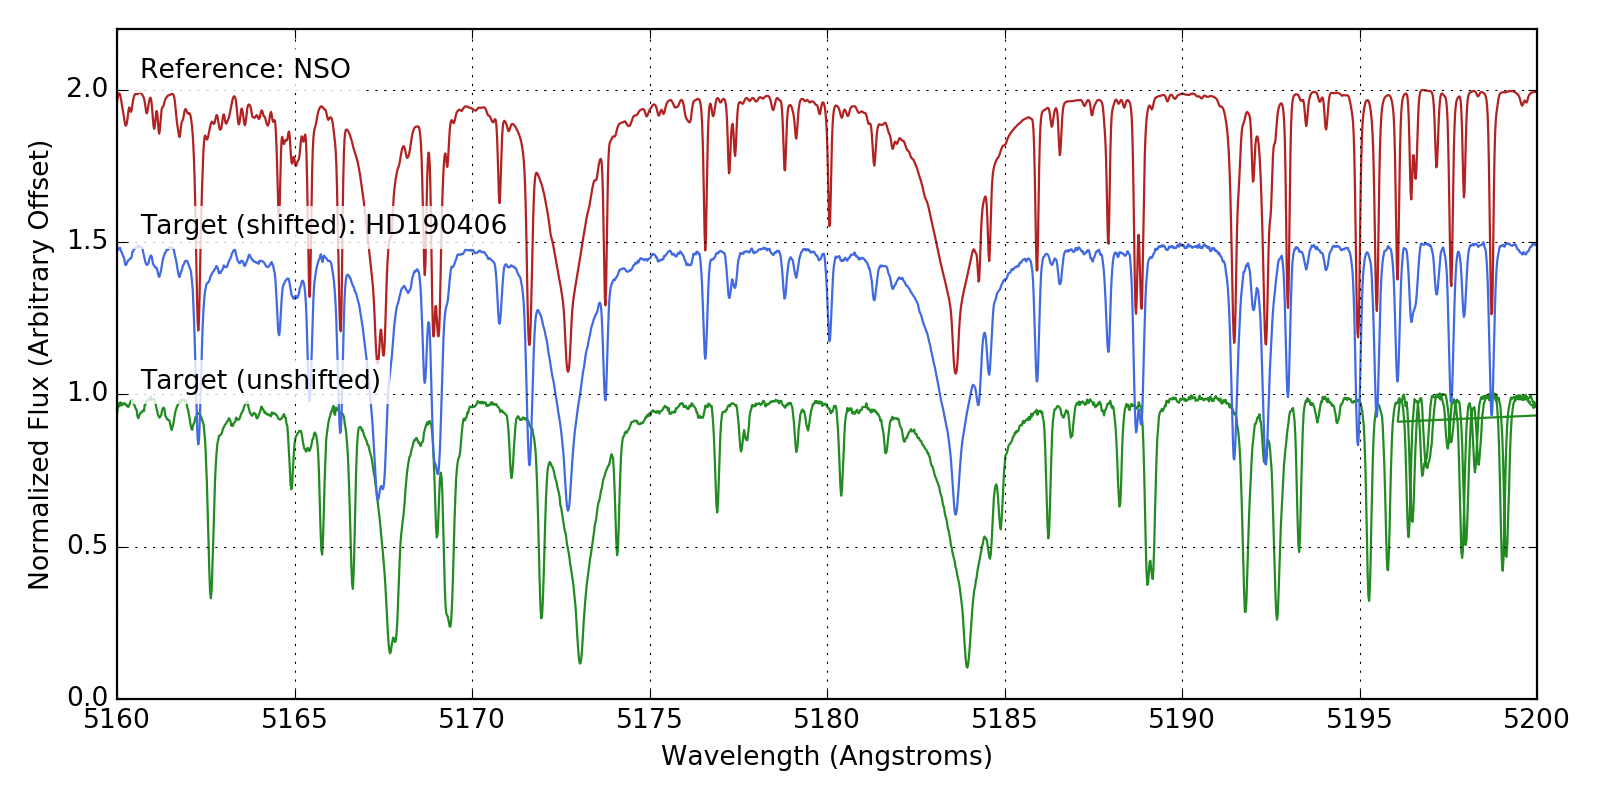 Reference: NSO
Target (shifted): HD190406
Target (unshifted)
Normalized Flux (Arbitrary Offset)
2.0
1.5
1.0
0.5
0.0
5160 5165 5170 5175 5180 5185 5190 5195 5200
Wavelength (Angstroms)